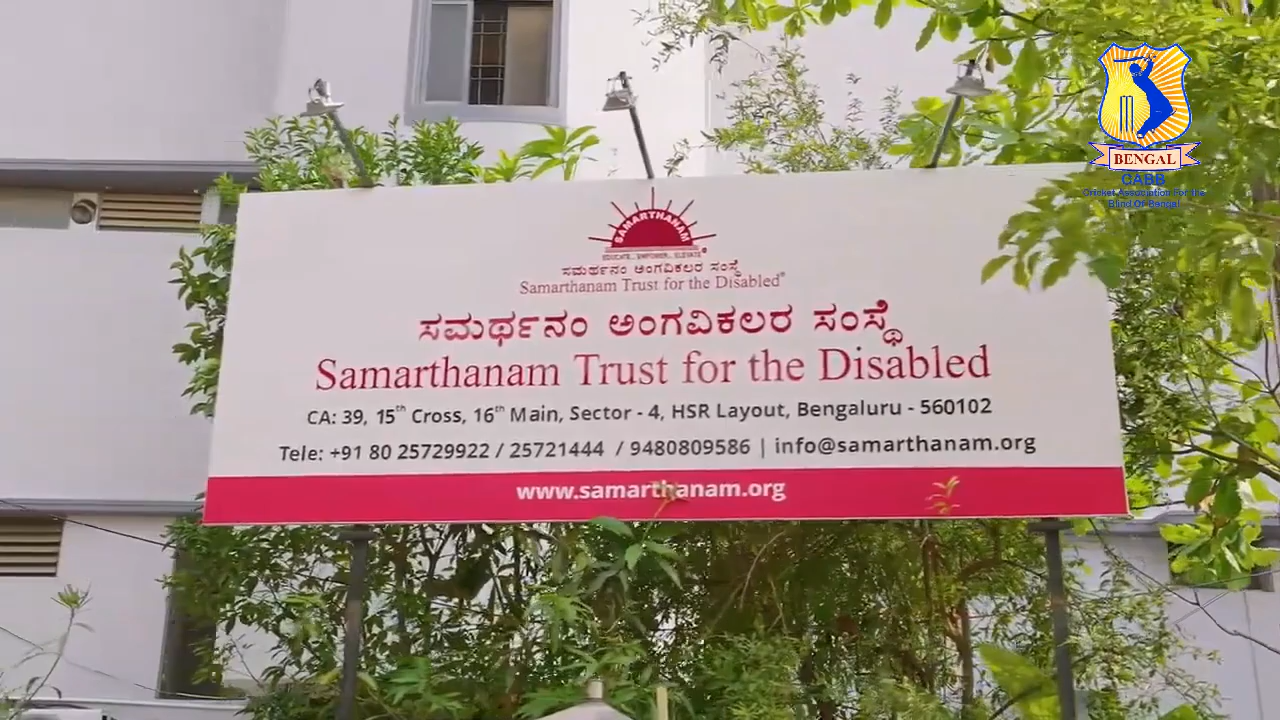 SAMARTHANAM
EDUCATE... EMPOWER... ELEVATE
ಸಮರ್ಥನಂ ಅಂಗವಿಕಲರ ಸಂಸ್ಥೆ
Samarthanam Trust for the Disabled®
ಸಮರ್ಥನಂ ಅಂಗವಿಕಲರ ಸಂಸ್ಥೆ
Samarthanam Trust for the Disabled
CA: 39, 15th Cross, 16th Main, Sector - 4, HSR Layout, Bengaluru - 560102
Tele: +91 80 25729922 / 25721444 / 9480809586 | info@samarthanam.org
www.samarthanam.org
BENGAL
CABB
Cricket Association For the
Blind Of Bengal